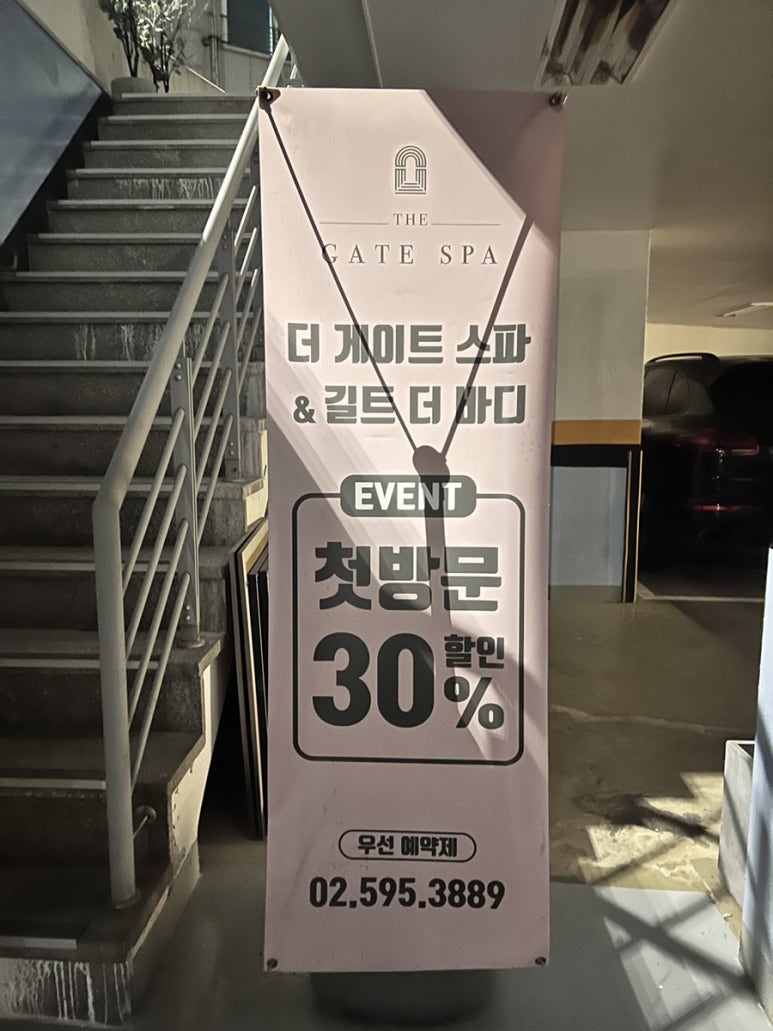 THE
GATE SPA
더 게이트 스파
& 길트 더 바디
EVENT
첫방문
30% 할인
우선 예약제
02.595.3889